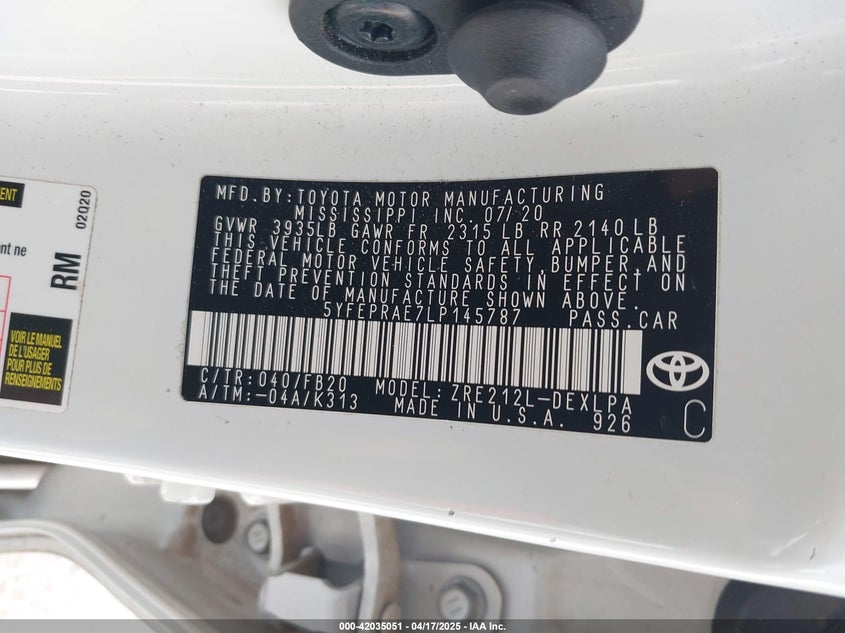 MFD. BY: TOYOTA MOTOR MANUFACTURING
MISSISSIPPI INC. 07/20
GVWR 3935LB GAWR FR 2315 LB RR 2140 LB
THIS VEHICLE CONFORMS TO ALL APPLICABLE
FEDERAL MOTOR VEHICLE SAFETY, BUMPER, AND
THEFT PREVENTION STANDARDS IN EFFECT ON
THE DATE OF MANUFACTURE SHOWN ABOVE.
5YFEPRAE7LP145787 PASS. CAR
C/TR: 040/FB20 MODEL: ZRE212L-DEXLPA
A/TM: -04A/K313 MADE IN U.S.A. 926
C
02020
RM
ne
VOIR LE MANUEL
DE L'USAGER
POUR PLUS DE
RENSEIGNEMENTS
000-42035051 - 04/17/2025 - IAA Inc.